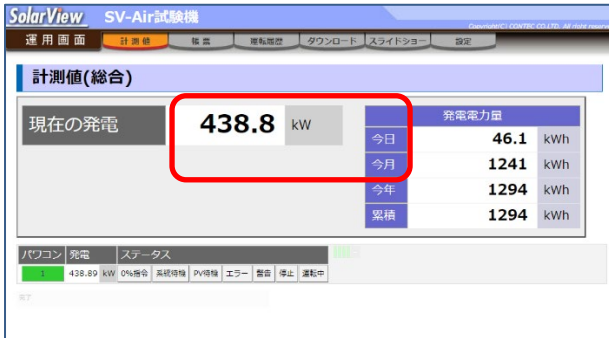 SolarView SV-Air試験機
Copyright(C) CONTEC CO.,LTD. All right reserve
運用画面 計測値 帳票 運転履歴 ダウンロード スライドショー 設定
計測値(総合)
現在の発電 438.8 kW
発電電力量
今日 46.1 kWh
今月 1241 kWh
今年 1294 kWh
累積 1294 kWh
パワコン 発電 ステータス
1 438.89 kW 0%指令 系統待機 PV待機 エラー 警告 停止 運転中
完了